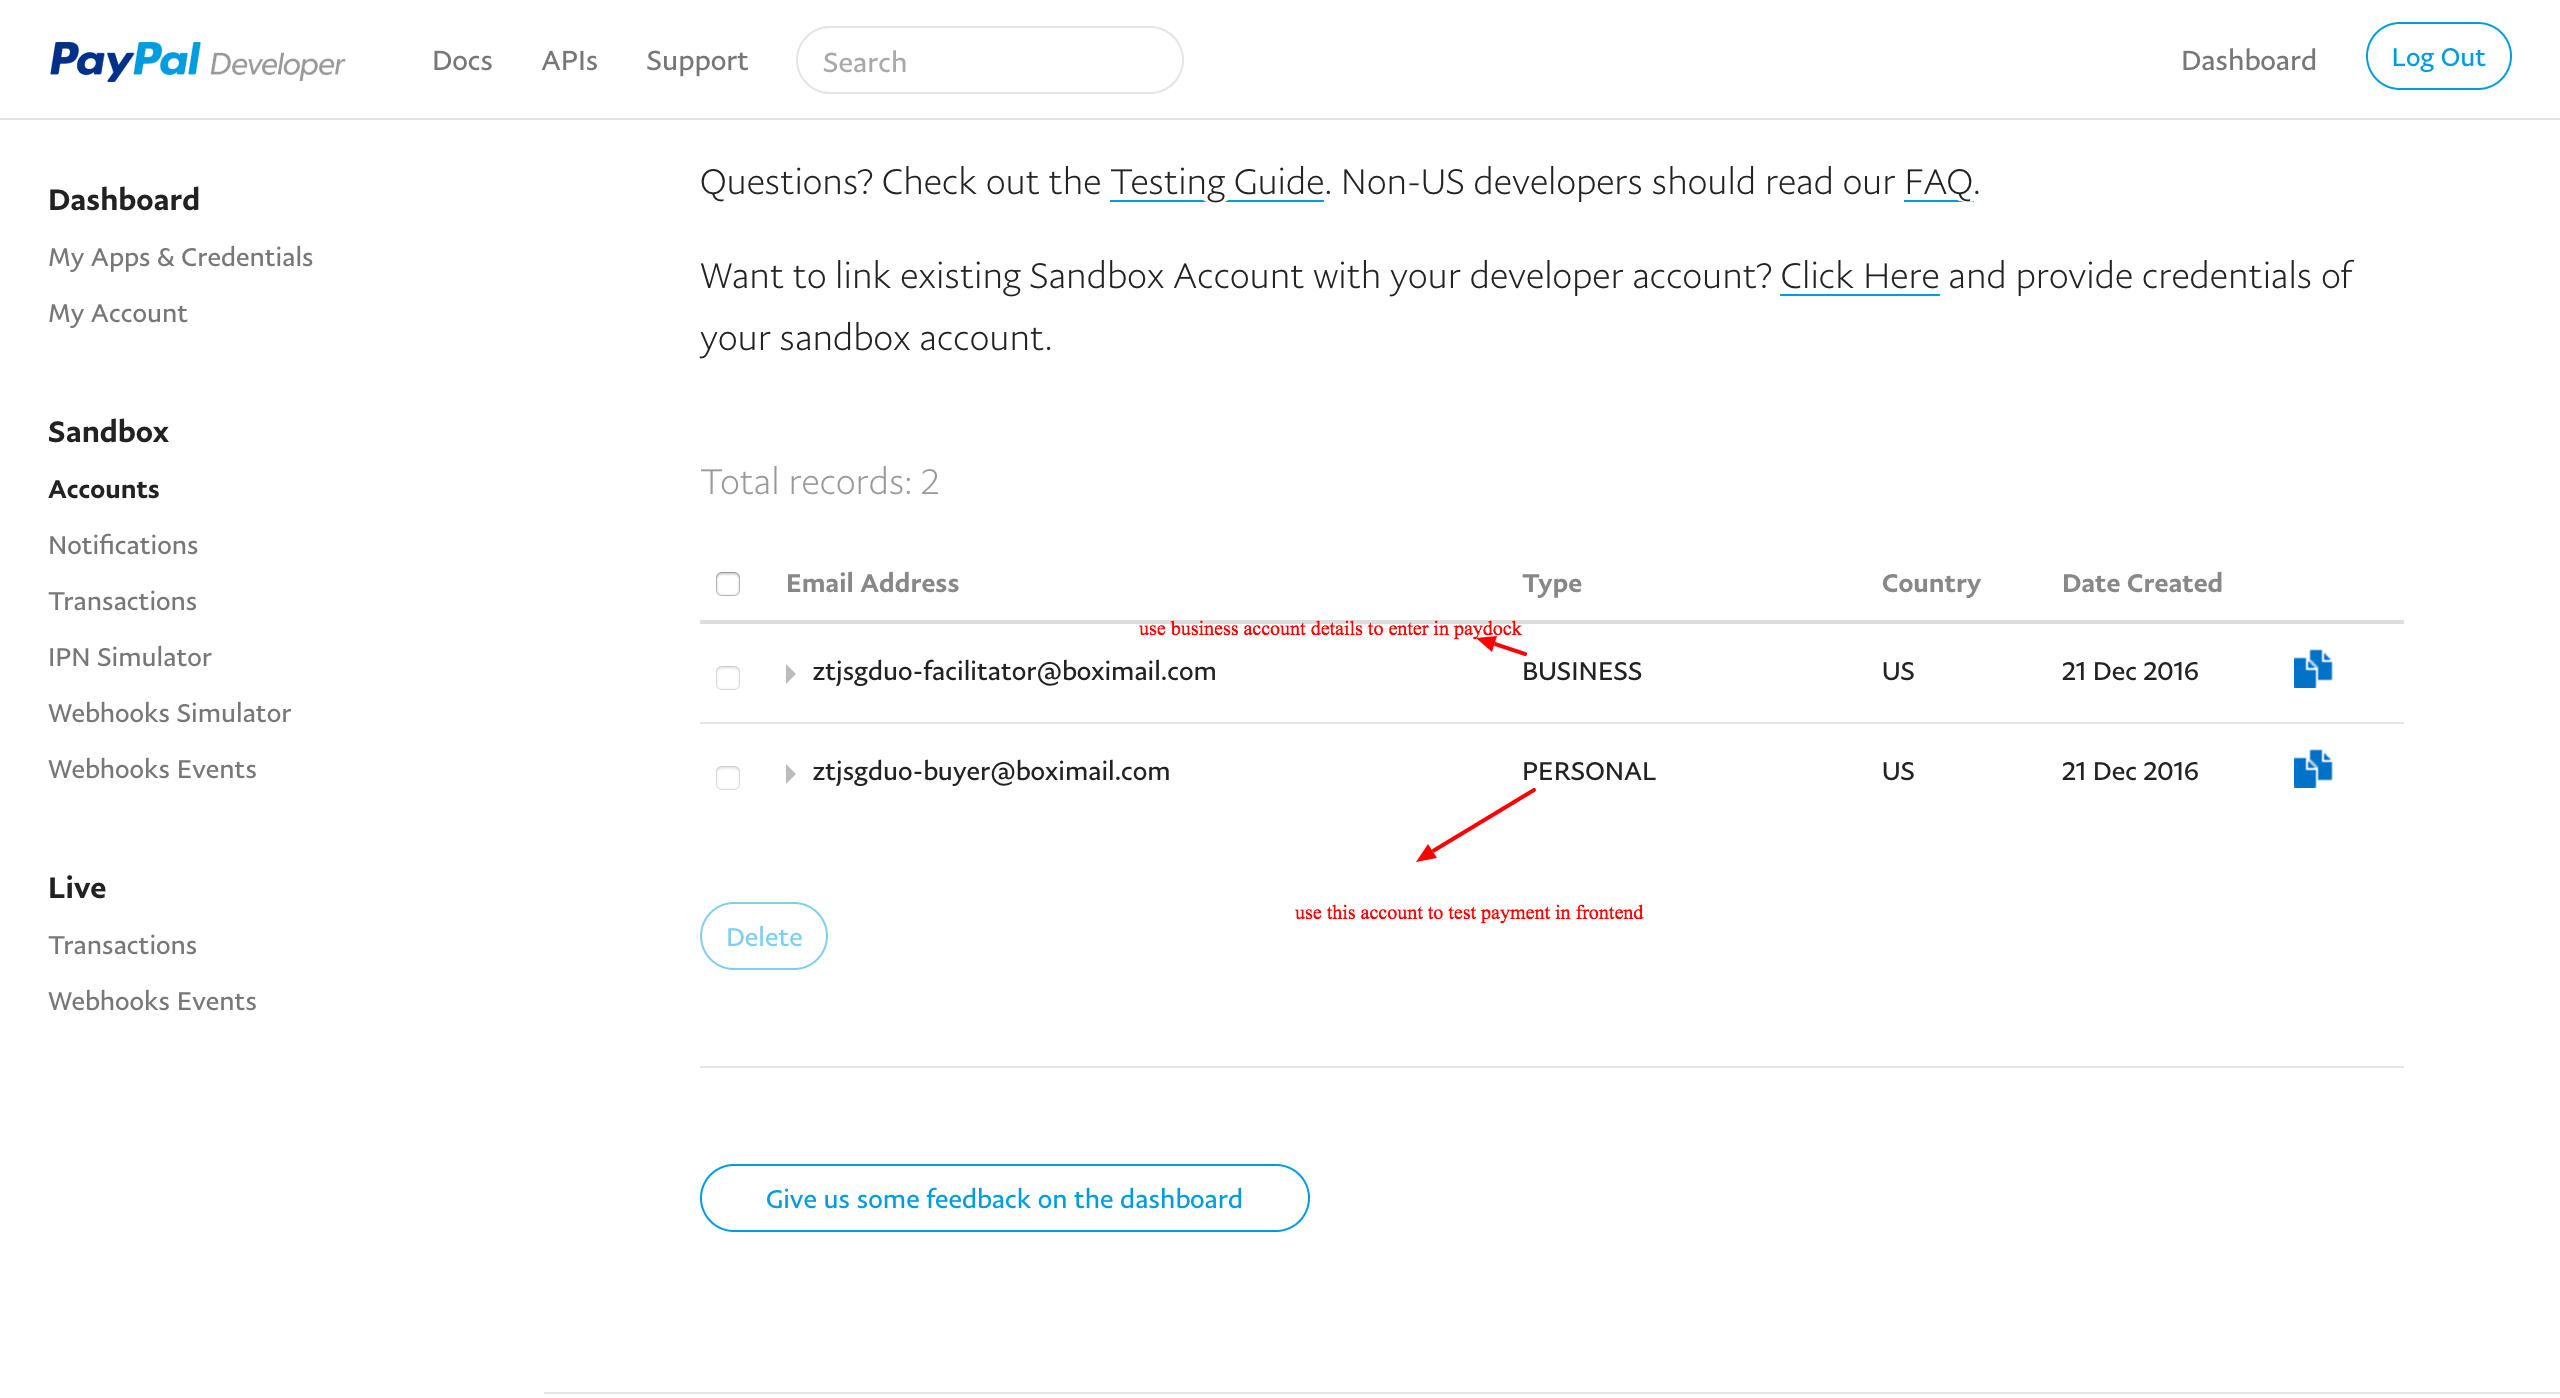 PayPal Developer
Docs
APIs
Support
Search
Dashboard
Log Out
Dashboard
My Apps & Credentials
My Account
Sandbox
Accounts
Notifications
Transactions
IPN Simulator
Webhooks Simulator
Webhooks Events
Live
Transactions
Webhooks Events
Questions? Check out the Testing Guide. Non-US developers should read our FAQ.
Want to link existing Sandbox Account with your developer account? Click Here and provide credentials of
your sandbox account.
Total records: 2
Email Address Type Country Date Created
use business account details to enter in paydock
ztjsgduo-facilitator@boximail.com BUSINESS US 21 Dec 2016
ztjsgduo-buyer@boximail.com PERSONAL US 21 Dec 2016
use this account to test payment in frontend
Delete
Give us some feedback on the dashboard